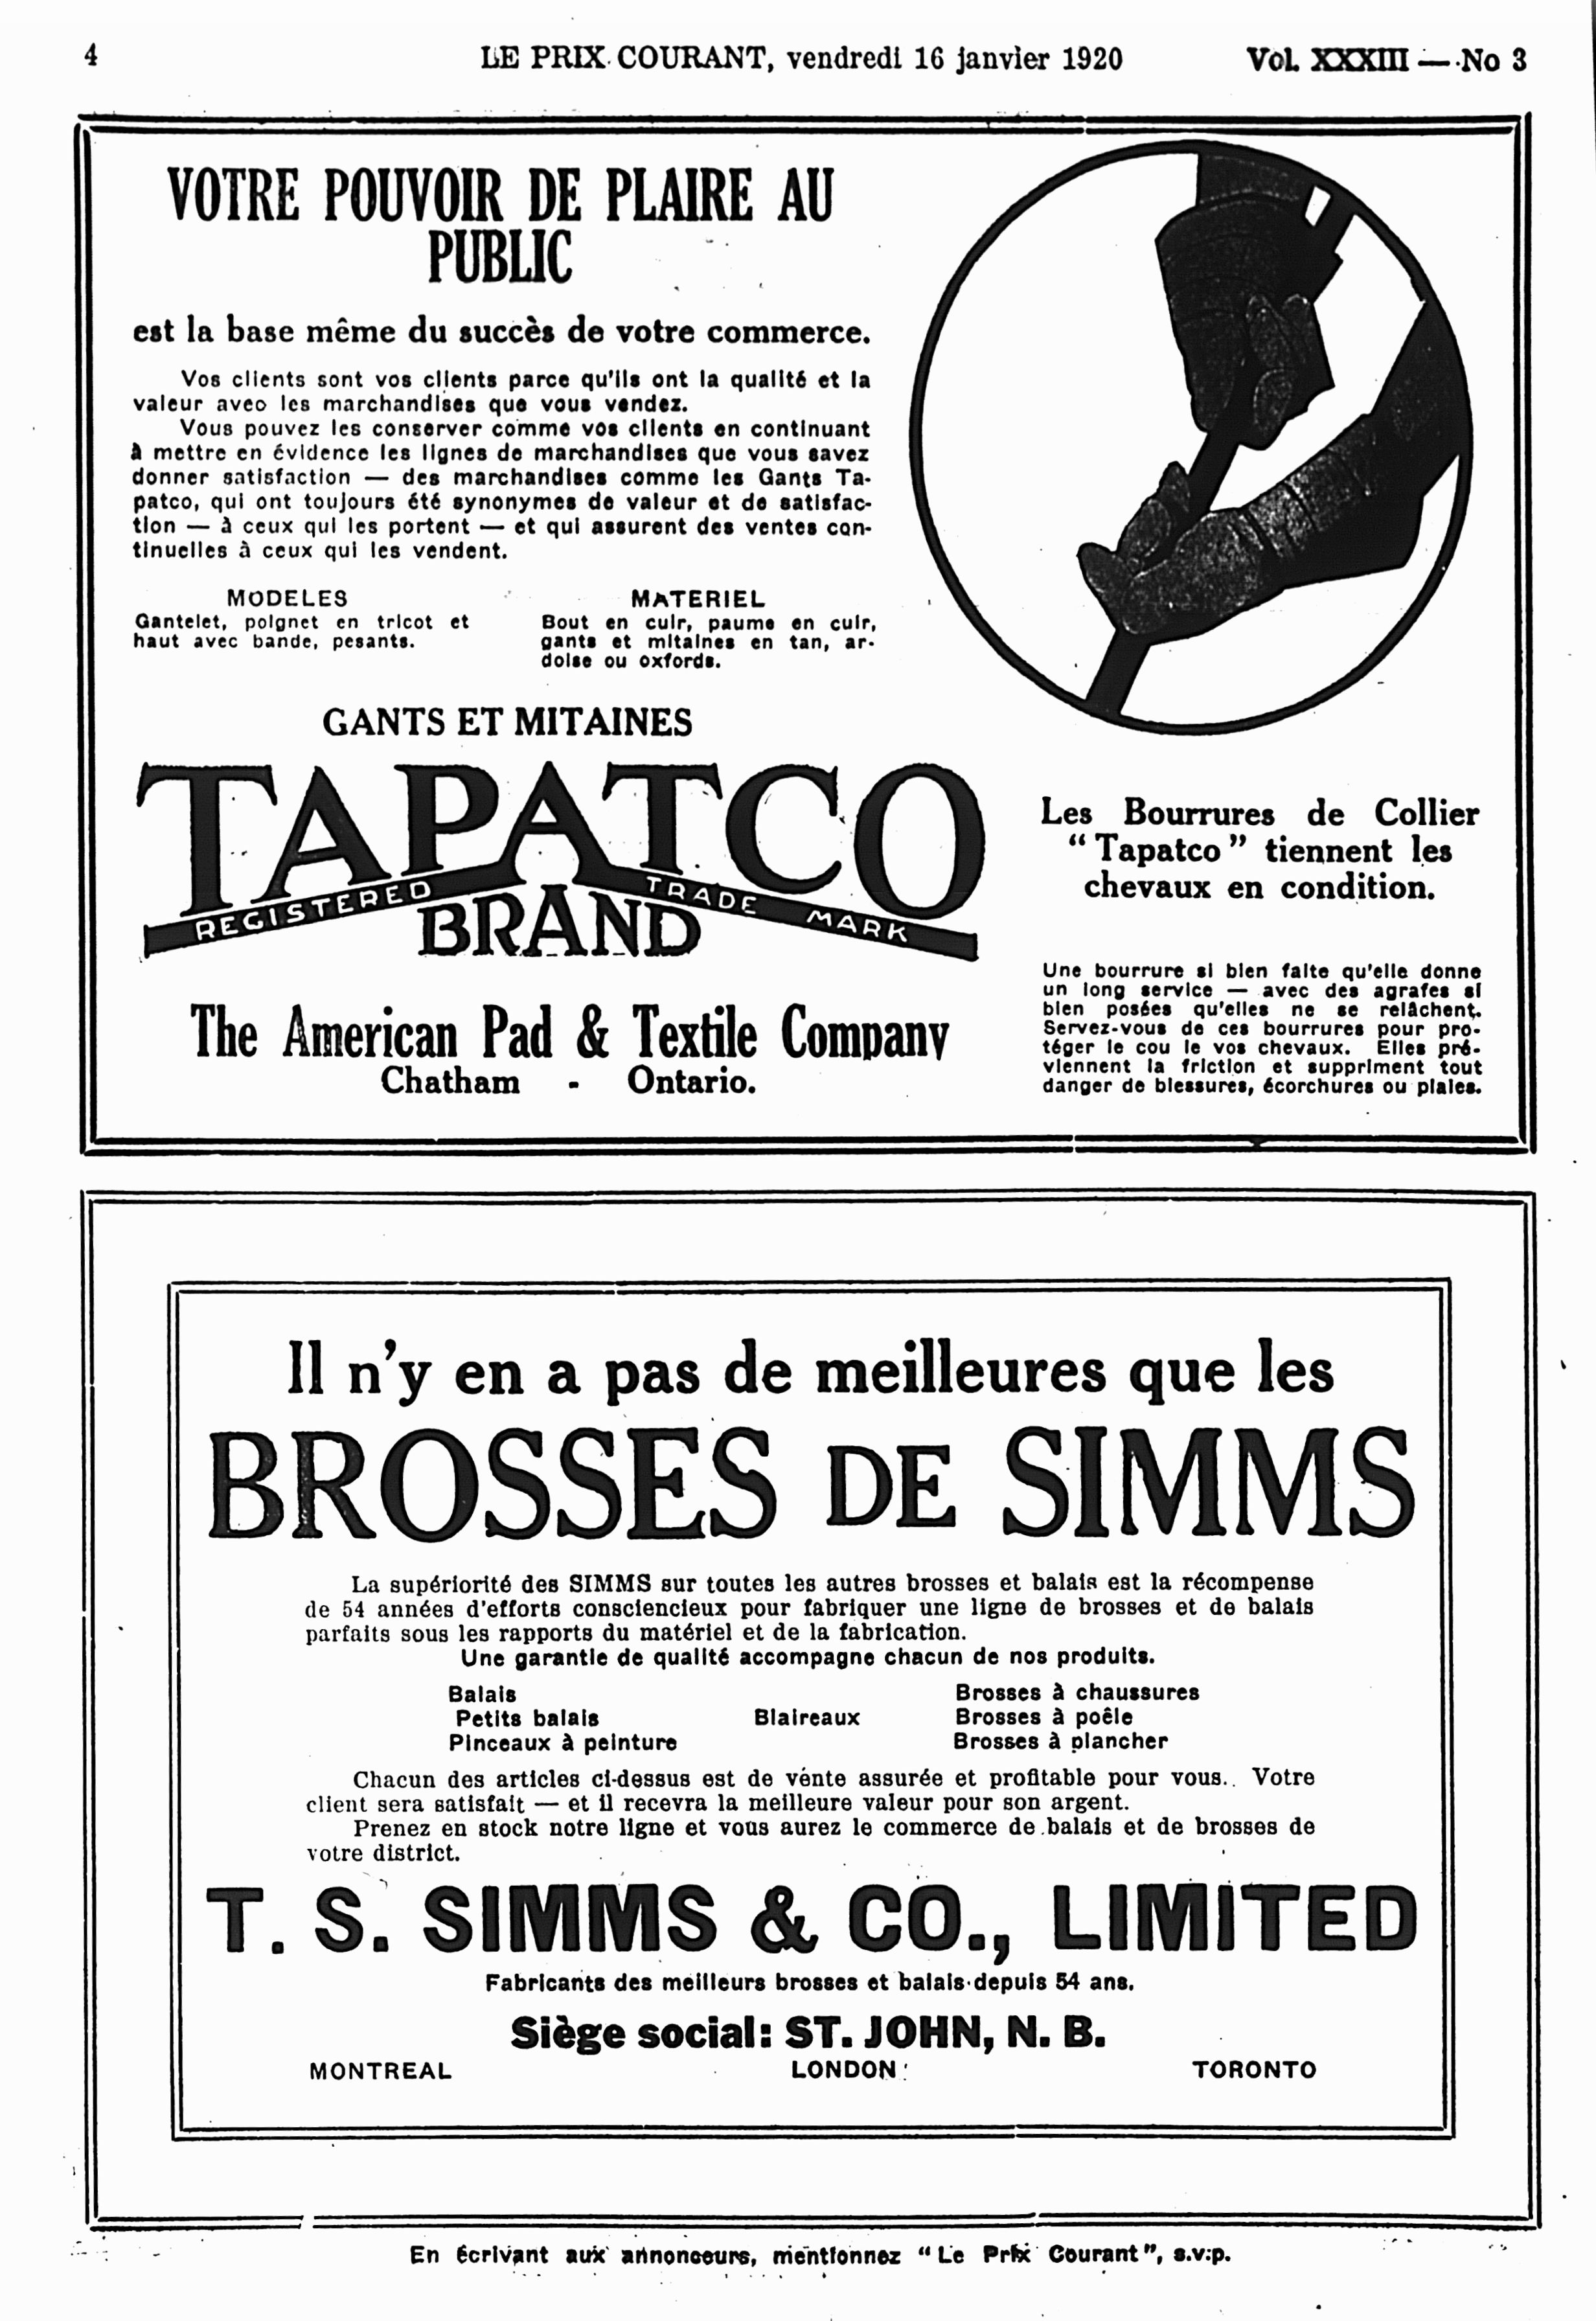 4 LE PRIX COURANT, vendredi 16 janvier 1920 Vol. XXXIII — No 3
VOTRE POUVOIR DE PLAIRE AU
PUBLIC
est la base même du succès de votre commerce.
Vos clients sont vos clients parce qu'ils ont la qualité et la
valeur avec les marchandises que vous vendez.
Vous pouvez les conserver comme vos clients en continuant
à mettre en évidence les lignes de marchandises que vous savez
donner satisfaction — des marchandises comme les Gants Ta-
patco, qui ont toujours été synonymes de valeur et de satisfac-
tion — à ceux qui les portent — et qui assurent des ventes con-
tinuelles à ceux qui les vendent.
MODELES
Gantelet, poignet en tricot et
haut avec bande, pesants.
MATERIEL
Bout en cuir, paume en cuir,
gants et mitaines en tan, ar-
doise ou oxfords.
GANTS ET MITAINES
TAPATCO
REGISTERED TRADE MARK
BRAND
The American Pad & Textile Company
Chatham - Ontario.
Les Bourrures de Collier
"Tapatco" tiennent les
chevaux en condition.
Une bourrure si bien faite qu'elle donne
un long service — avec des agrafes si
bien posées qu'elles ne se relâchent.
Servez-vous de ces bourrures pour pro-
téger le cou le vos chevaux. Elles pré-
viennent la friction et suppriment tout
danger de blessures, écorchures ou plaies.
Il n'y en a pas de meilleures que les
BROSSES DE SIMMS
La supériorité des SIMMS sur toutes les autres brosses et balais est la récompense
de 54 années d'efforts consciencieux pour fabriquer une ligne de brosses et de balais
parfaits sous les rapports du matériel et de la fabrication.
Une garantie de qualité accompagne chacun de nos produits.
Balais Brosses à chaussures
Petits balais Blaireaux Brosses à poêle
Pinceaux à peinture Brosses à plancher
Chacun des articles ci-dessus est de vente assurée et profitable pour vous. Votre
client sera satisfait — et il recevra la meilleure valeur pour son argent.
Prenez en stock notre ligne et vous aurez le commerce de balais et de brosses de
votre district.
T. S. SIMMS & CO., LIMITED
Fabricants des meilleurs brosses et balais depuis 54 ans.
Siège social: ST. JOHN, N. B.
MONTREAL LONDON TORONTO
En écrivant aux annonceurs, mentionnez "Le Prix Courant", s.v.p.